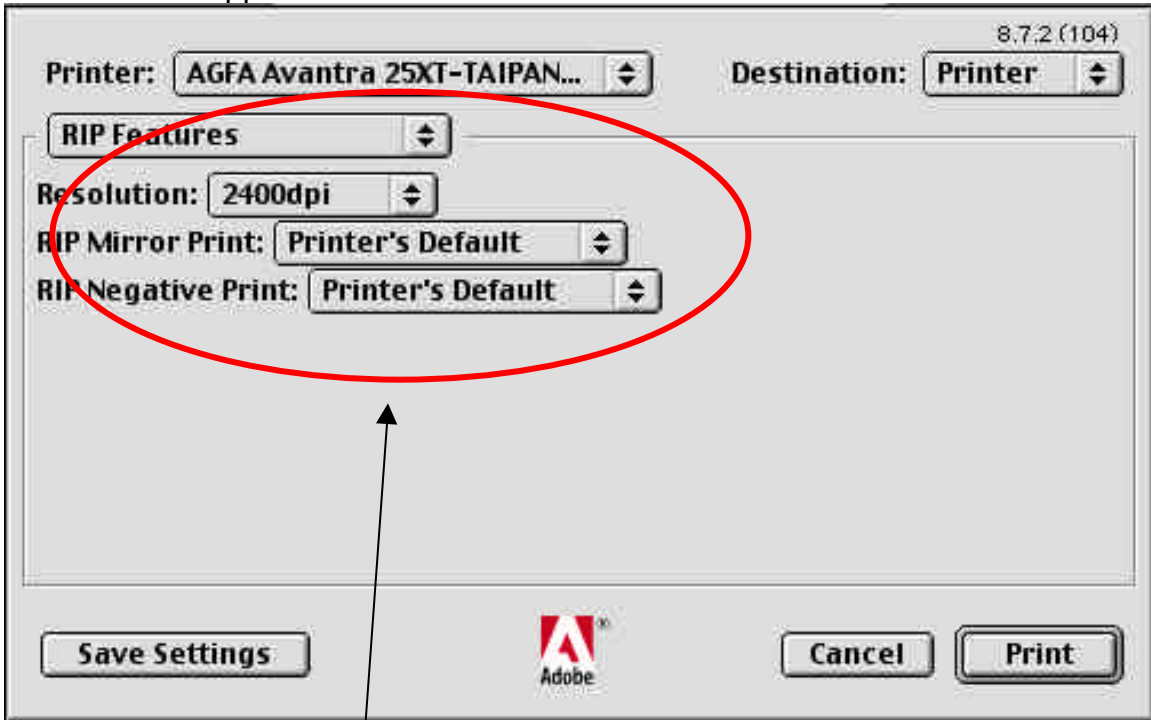 8.7.2 (104)
Printer: AGFA Avantra 25XT-TAIPAN... Destination: Printer
RIP Features
Resolution: 2400dpi
RIP Mirror Print: Printer's Default
RIP Negative Print: Printer's Default
Save Settings Adobe ® Cancel Print